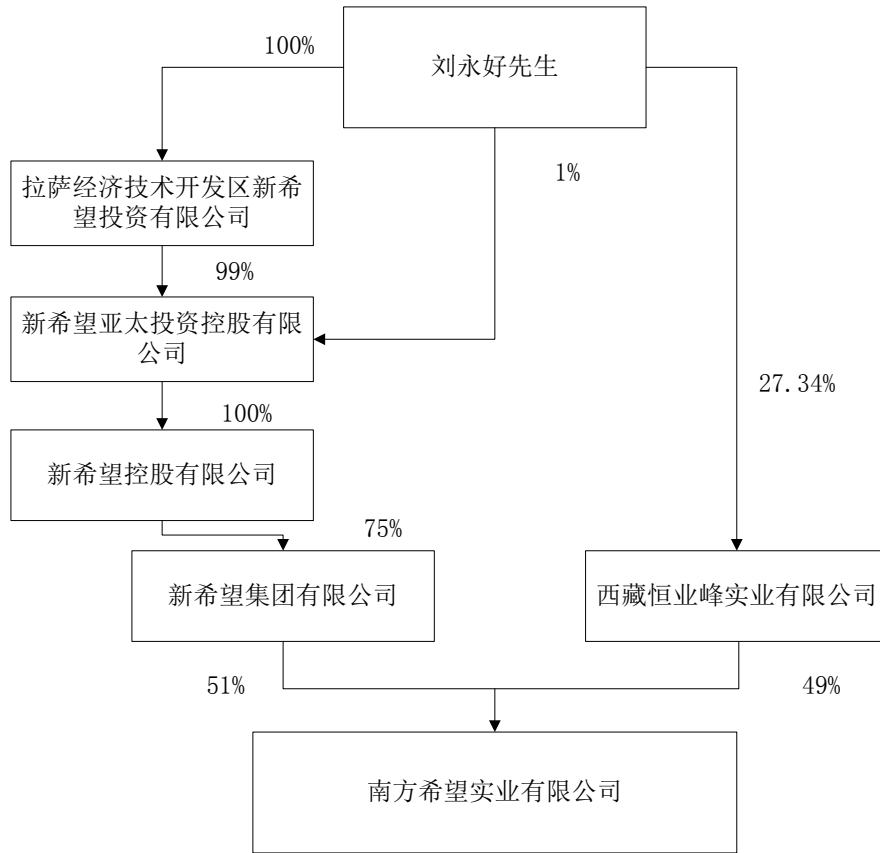 100%
刘永好先生
拉萨经济技术开发区新希
望投资有限公司
1%
99%
新希望亚太投资控股有限
公司
27.34%
100%
新希望控股有限公司
75%
新希望集团有限公司
西藏恒业峰实业有限公司
51%
49%
南方希望实业有限公司